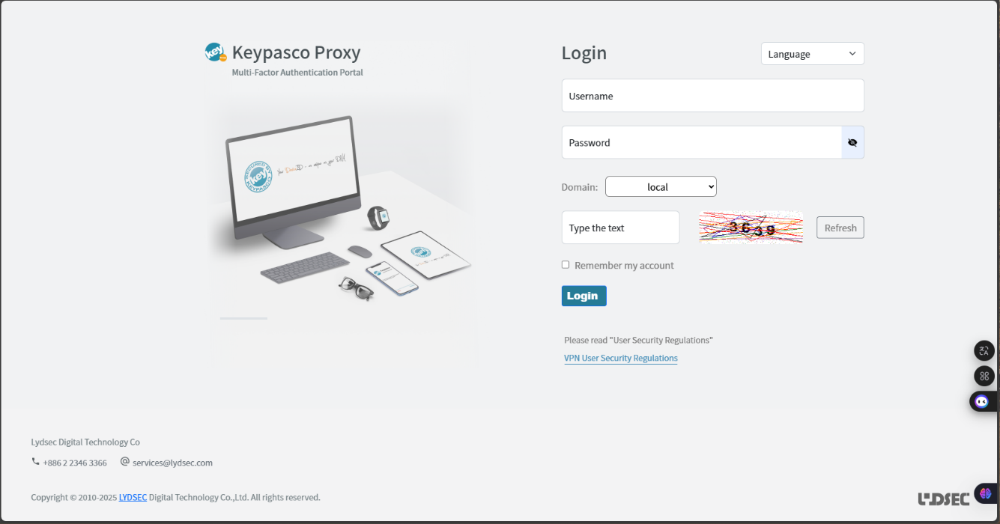 Keypasco Proxy
Multi-Factor Authentication Portal
SECURED BY KEYPASCO
key
Login
Language
Username
Password
Domain:
local
Type the text
3639
Refresh
Remember my account
Login
Please read "User Security Regulations"
VPN User Security Regulations
Lydsec Digital Technology Co
+886 2 2346 3366
services@lydsec.com
Copyright © 2010-2025 LYDSEC Digital Technology Co.,Ltd. All rights reserved.
LYDSEC